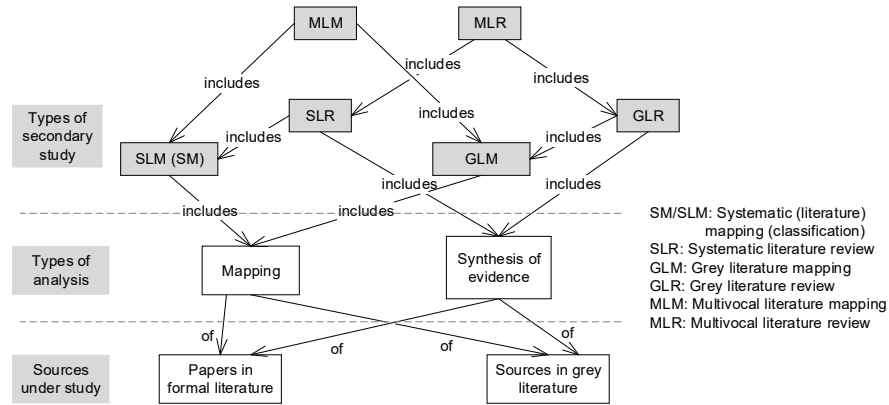 MLM
MLR
includes
includes
includes
includes
Types of
secondary
study
SLR
GLR
includes
includes
SLM (SM)
GLM
includes
includes
includes
includes
SM/SLM: Systematic (literature)
mapping (classification)
SLR: Systematic literature review
GLM: Grey literature mapping
GLR: Grey literature review
MLM: Multivocal literature mapping
MLR: Multivocal literature review
Types of
analysis
Mapping
Synthesis of
evidence
of
of
of
of
Sources
under study
Papers in
formal literature
Sources in grey
literature